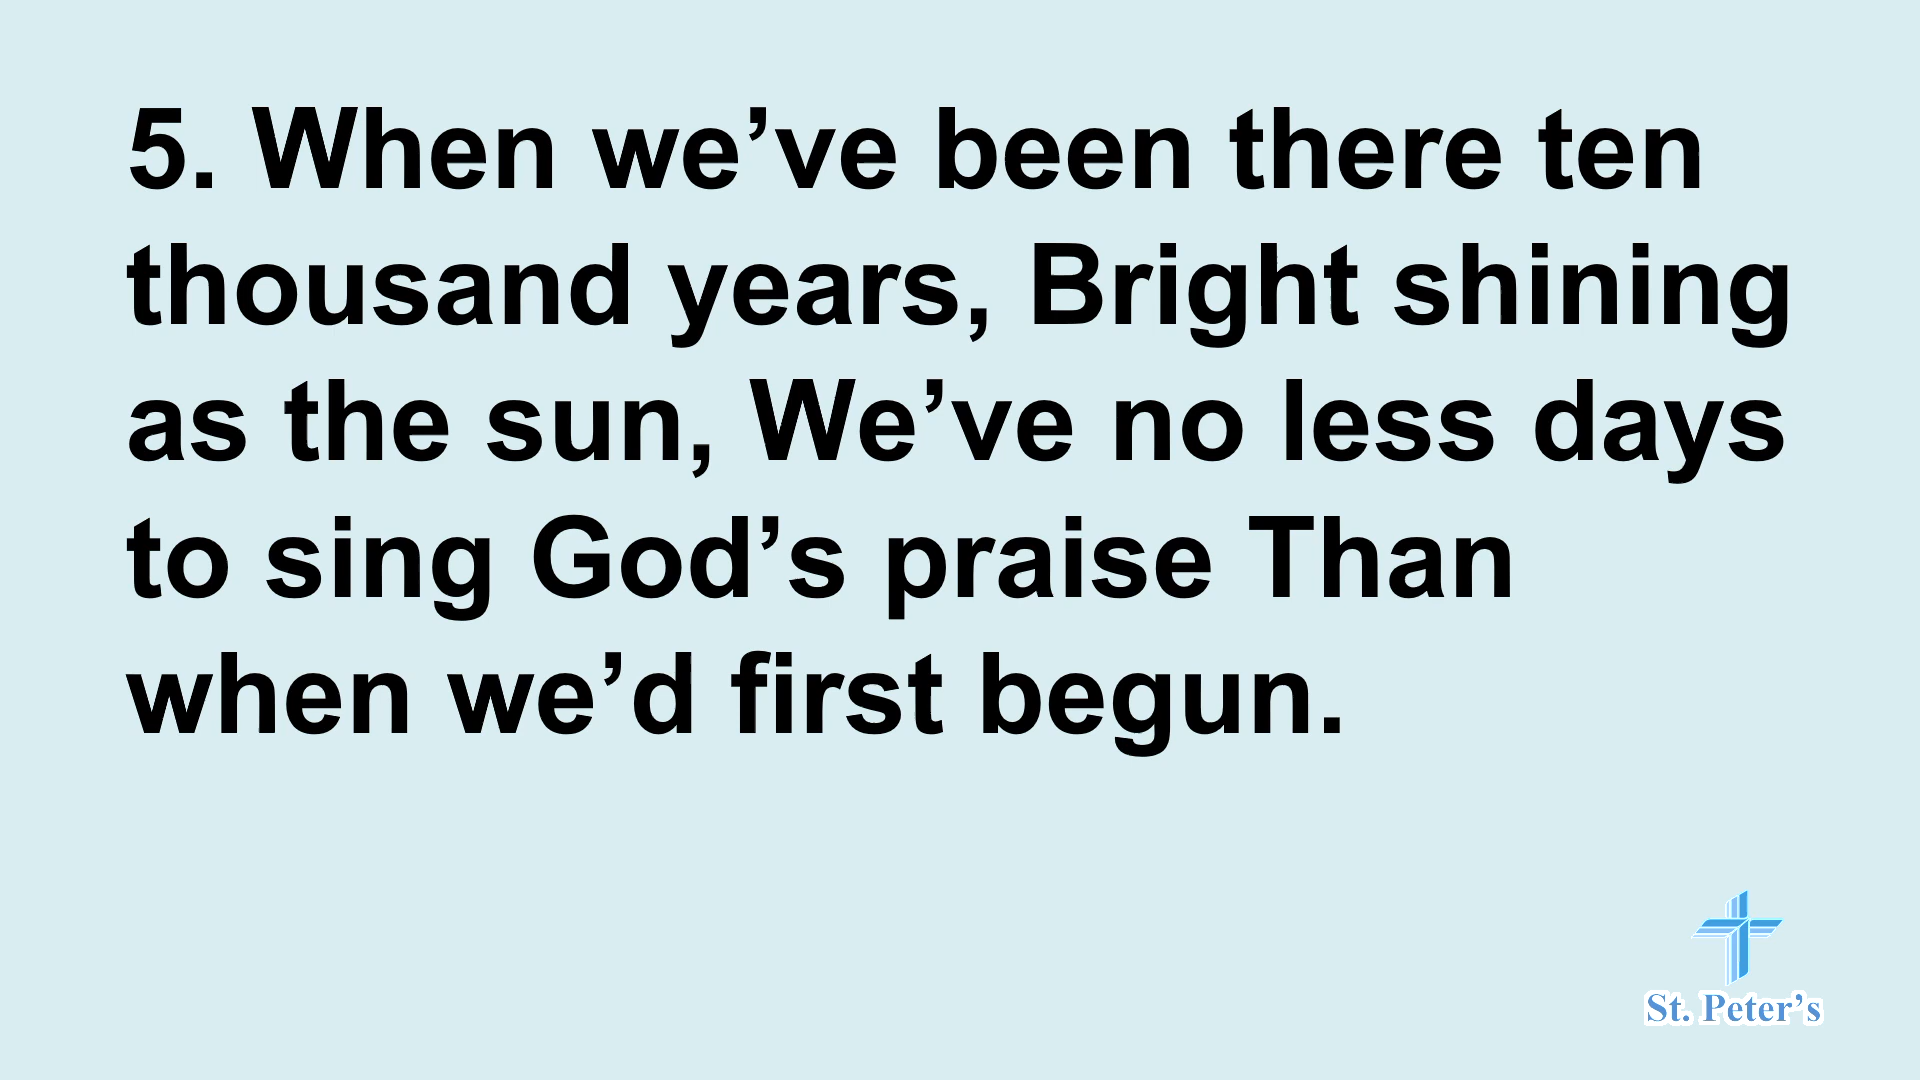 5. When we’ve been there ten
thousand years, Bright shining
as the sun, We’ve no less days
to sing God’s praise Than
when we’d first begun.
St. Peter’s